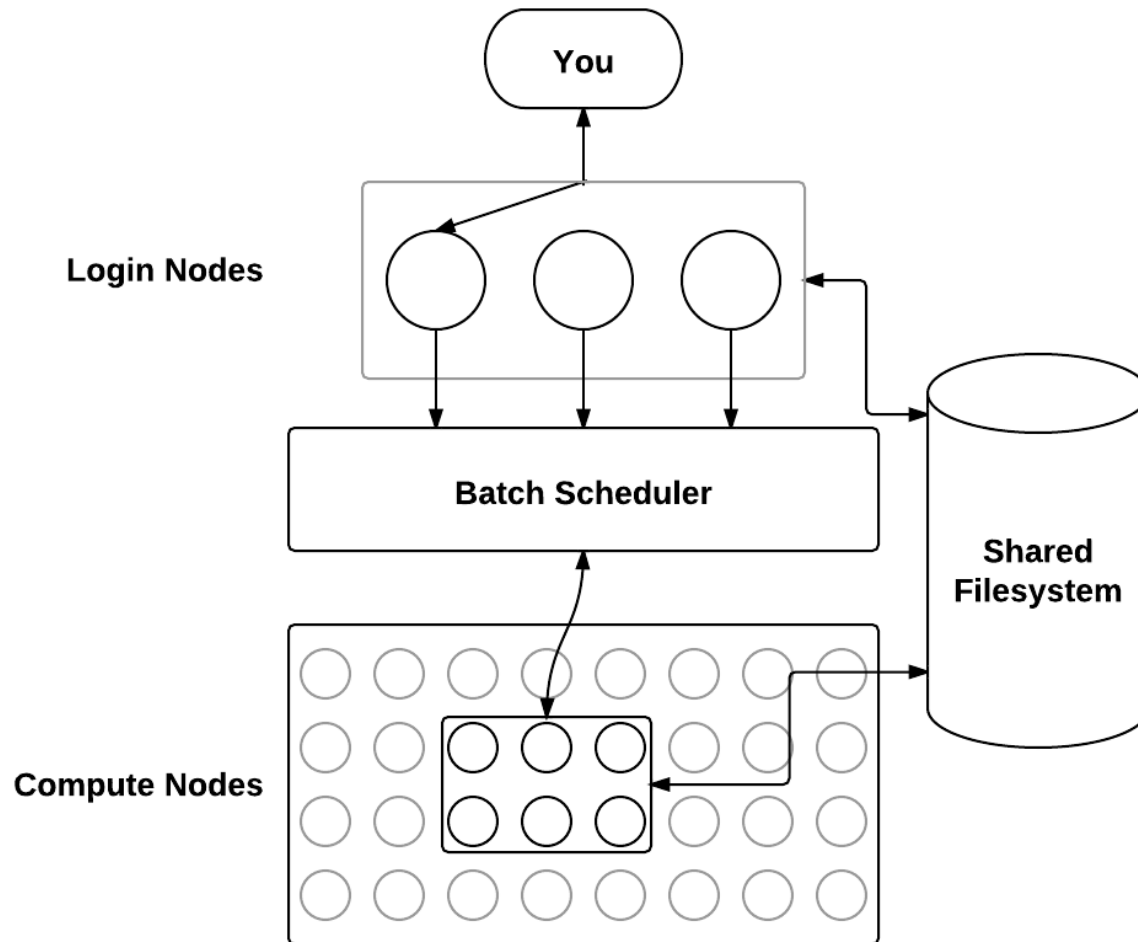 You
Login Nodes
Batch Scheduler
Shared
Filesystem
Compute Nodes